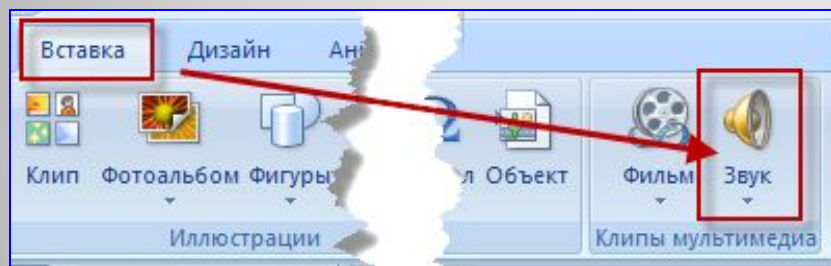 Вставка Дизайн
Клип Фотоальбом Фигуры Объект Фильм Звук
Иллюстрации Клипы мультимедиа